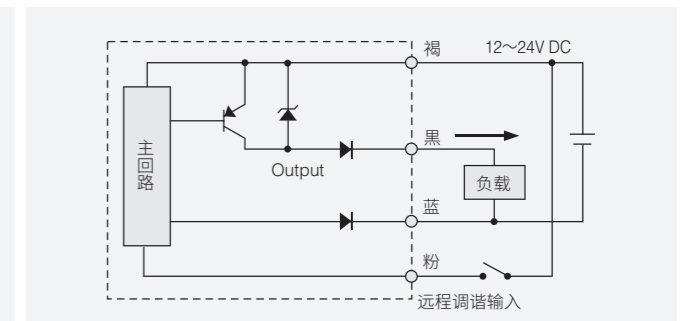 褐
12～24V DC
主回路
黑
Output
负载
蓝
粉
远程调谐输入